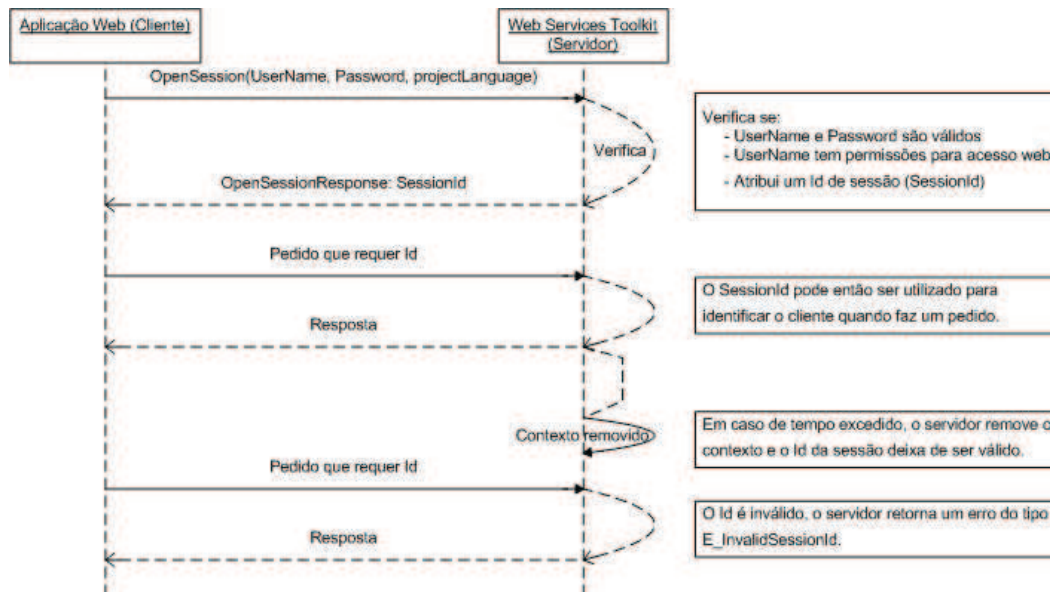 Aplicação Web (Cliente)
Web Services Toolkit
(Servidor)
OpenSession(UserName, Password, projectLanguage)
Verifica
Verifica se:
- UserName e Password são válidos
- UserName tem permissões para acesso web
- Atribui um Id de sessão (SessionId)
OpenSessionResponse: SessionId
Pedido que requer Id
O SessionId pode então ser utilizado para
identificar o cliente quando faz um pedido.
Resposta
Contexto removido
Em caso de tempo excedido, o servidor remove o
contexto e o Id da sessão deixa de ser válido.
Pedido que requer Id
O Id é inválido, o servidor retorna um erro do tipo
E_InvalidSessionId.
Resposta